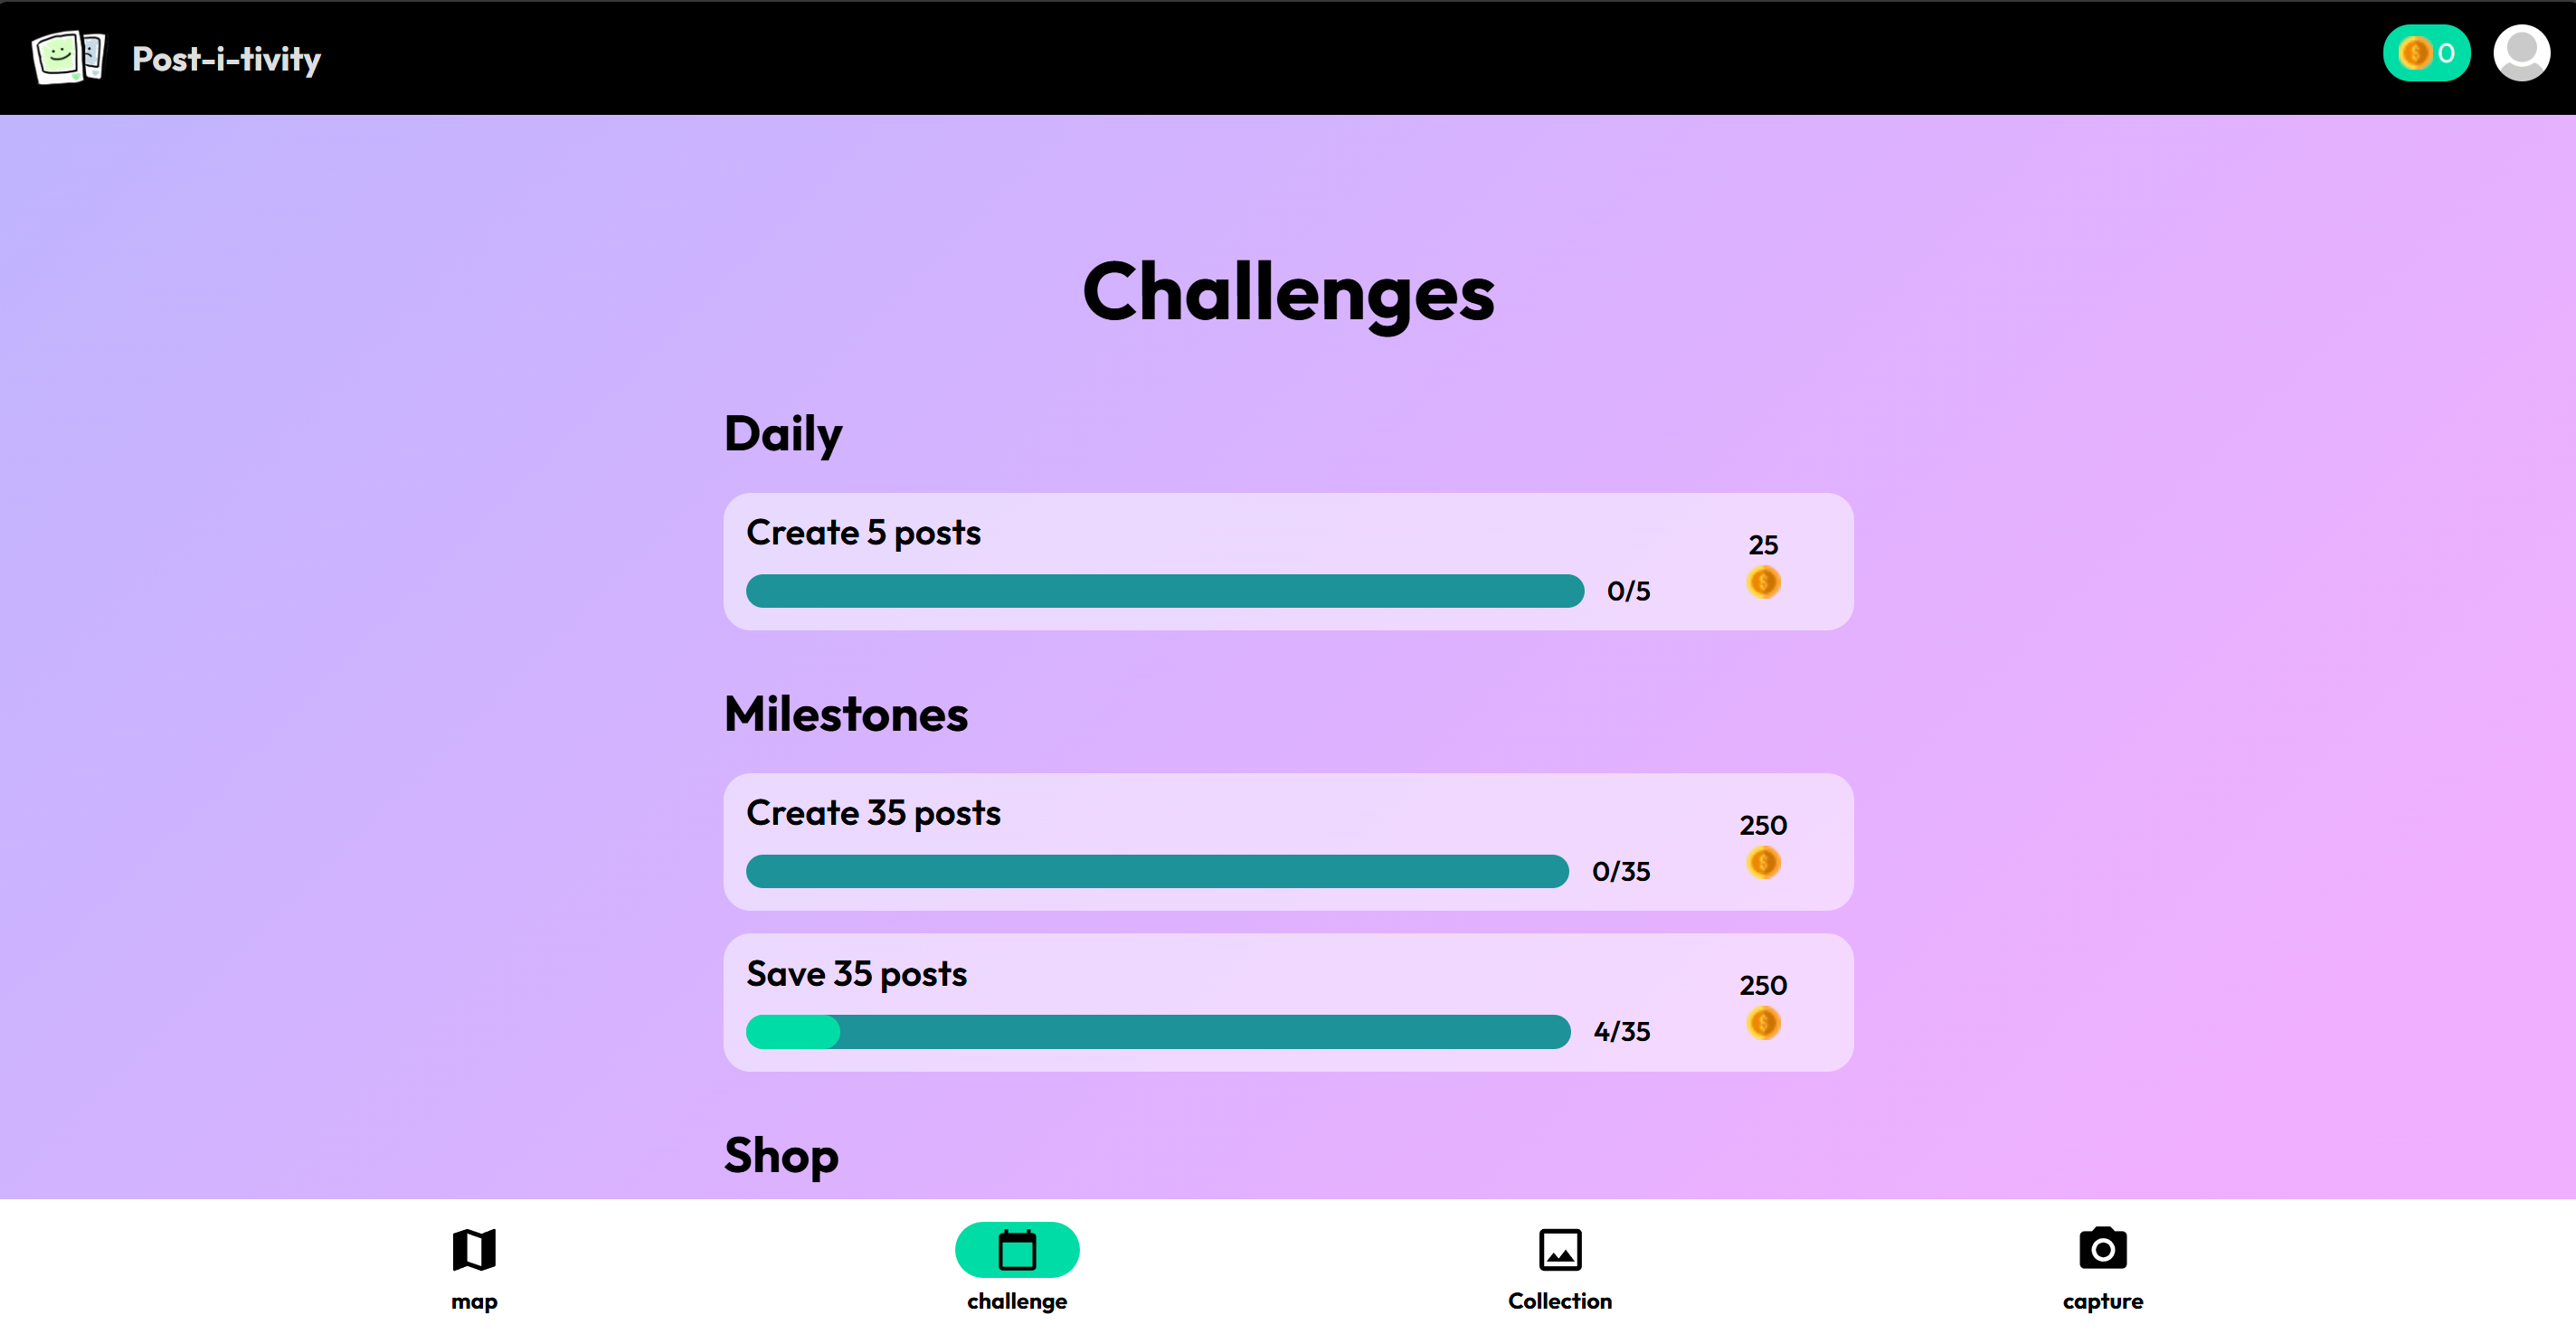 Post-i-tivity
0
Challenges
Daily
Create 5 posts
25
0/5
Milestones
Create 35 posts
250
0/35
Save 35 posts
250
4/35
Shop
map
challenge
Collection
capture